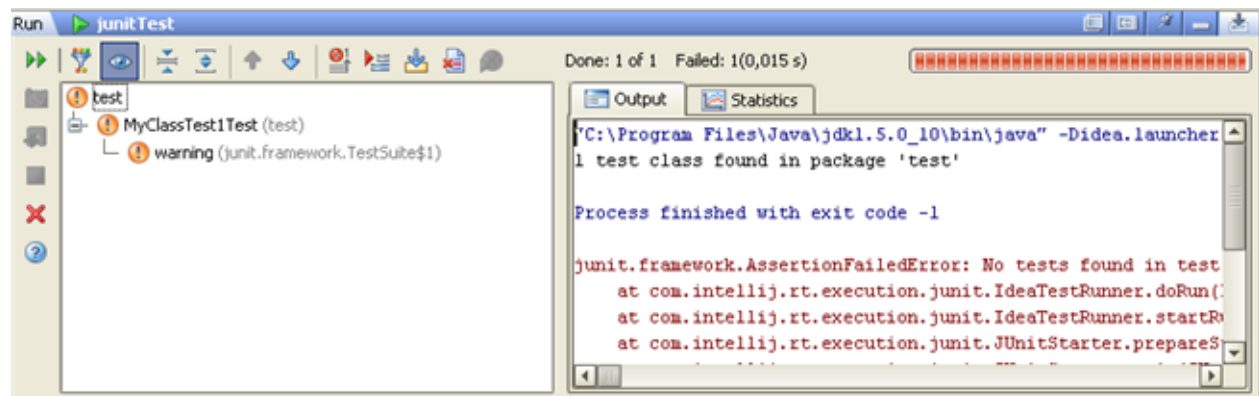 Run junitTest
Done: 1 of 1 Failed: 1(0,015 s)
test
MyClassTest1Test (test)
warning (junit.framework.TestSuite$1)
Output Statistics
"C:\Program Files\Java\jdk1.5.0_10\bin\java" -Didea.launcher
1 test class found in package 'test'
Process finished with exit code -1
junit.framework.AssertionFailedError: No tests found in test
at com.intellij.rt.execution.junit.IdeaTestRunner.doRun(
at com.intellij.rt.execution.junit.IdeaTestRunner.startR
at com.intellij.rt.execution.junit.JUnitStarter.prepareS